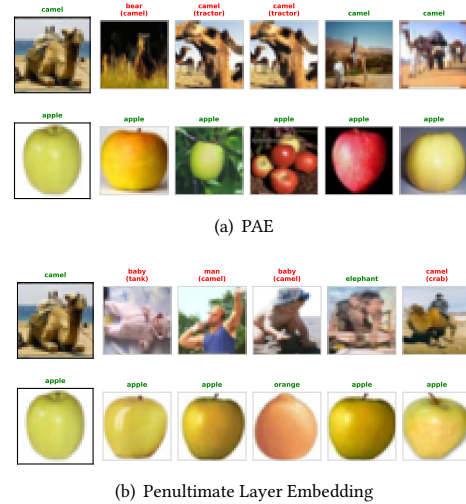 camel bear camel camel camel camel
(camel) (tractor) (tractor)
apple apple apple apple apple apple
(a) PAE
camel baby man baby elephant camel
(tank) (camel) (camel) (crab)
apple apple apple orange apple apple
(b) Penultimate Layer Embedding